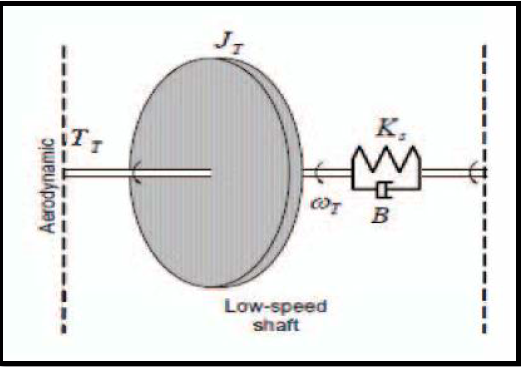 J_T
T_T
K_s
Aerodynamic
ω_T
B
Low-speed
shaft